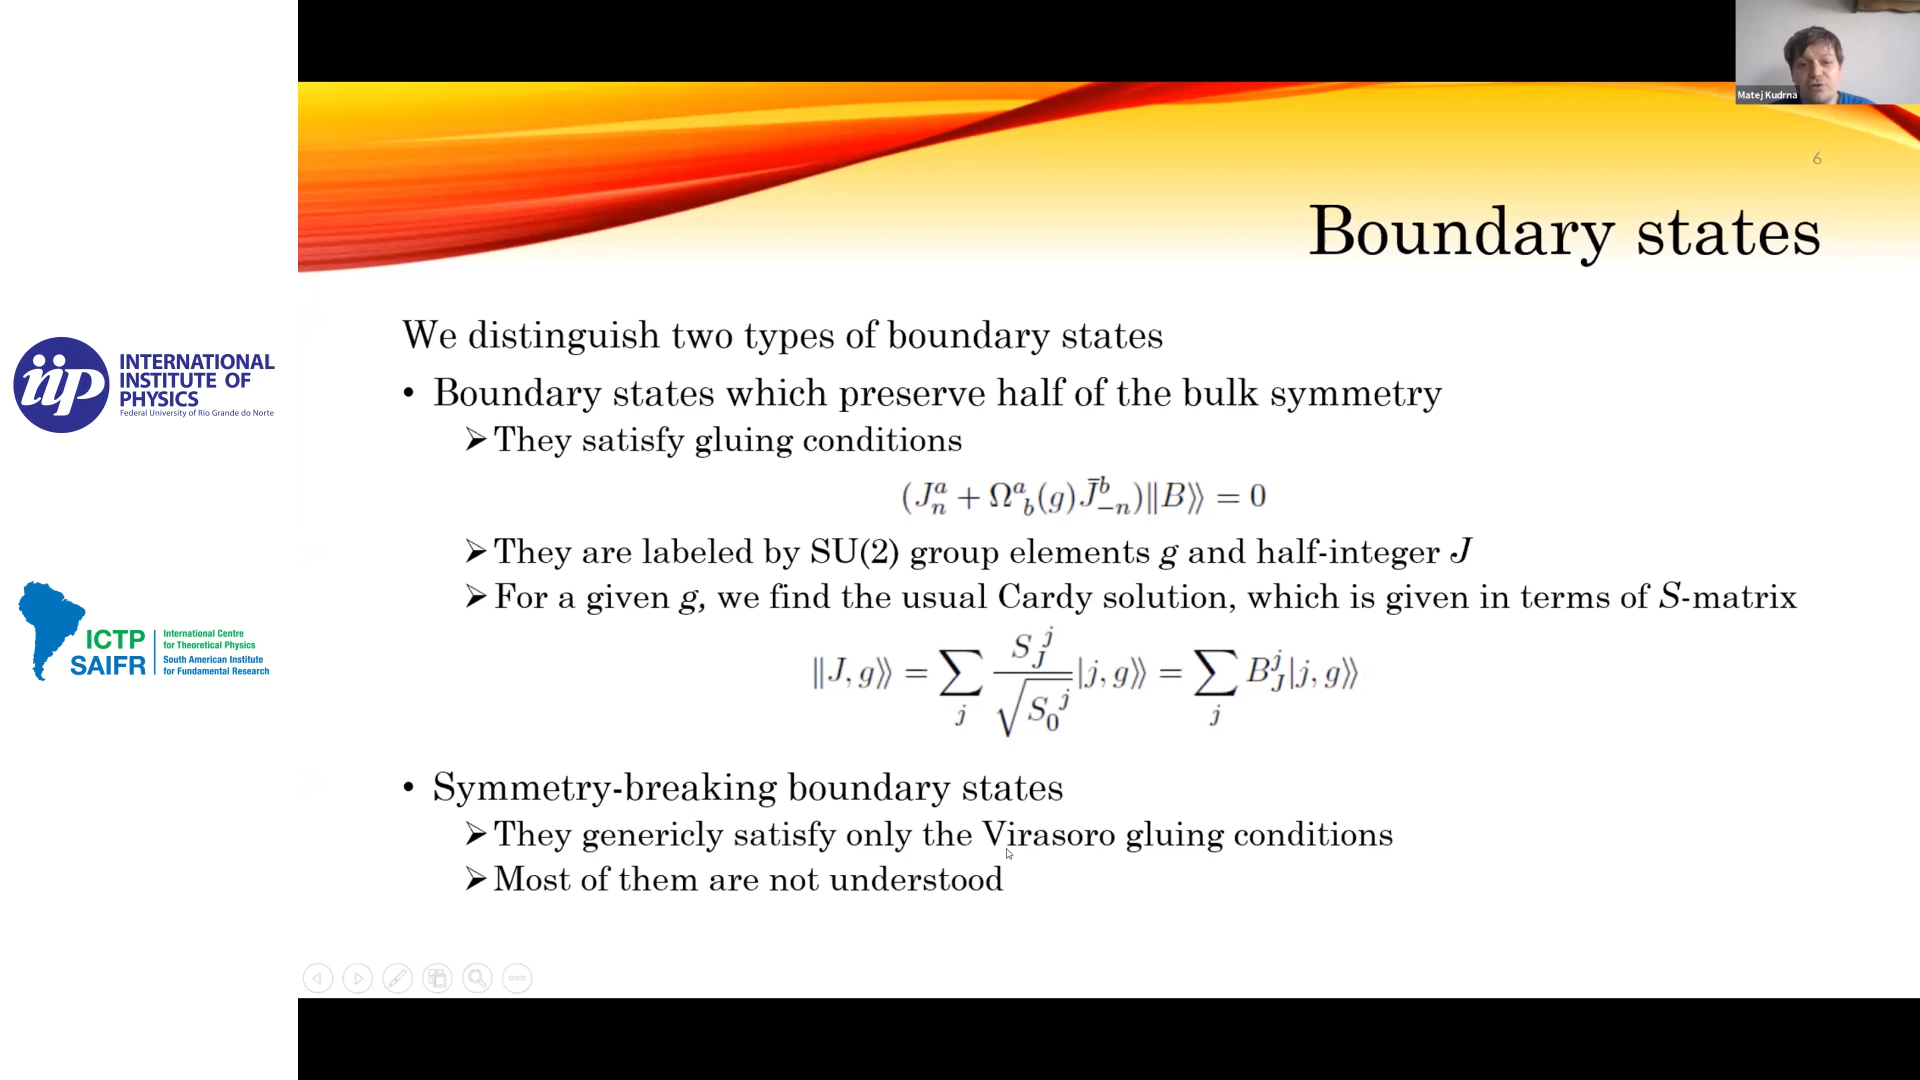 Matej Kudrna
6
Boundary states
We distinguish two types of boundary states
• Boundary states which preserve half of the bulk symmetry
➢ They satisfy gluing conditions
(J^a_n + Ω^a_b(g) J̄^b_{−n})‖B⟩⟩ = 0
➢ They are labeled by SU(2) group elements g and half-integer J
➢ For a given g, we find the usual Cardy solution, which is given in terms of S-matrix
‖J, g⟩⟩ = ∑_j S_J^j / √(S_0^j) |j, g⟩⟩ = ∑_j B^j_J |j, g⟩⟩
• Symmetry-breaking boundary states
➢ They genericly satisfy only the Virasoro gluing conditions
➢ Most of them are not understood
iip
INTERNATIONAL
INSTITUTE OF
PHYSICS
Federal University of Rio Grande do Norte
ICTP
SAIFR
International Centre
for Theoretical Physics
South American Institute
for Fundamental Research